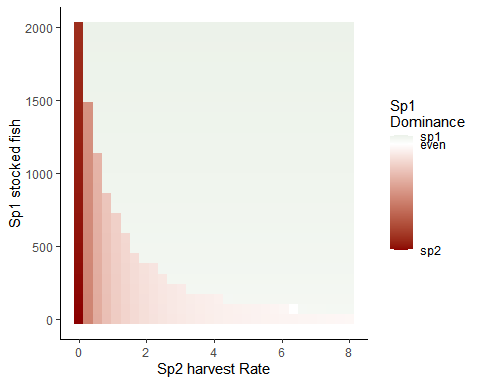 2000
1500
1000
500
0
Sp1 stocked fish
0
2
4
6
8
Sp2 harvest Rate
Sp1
Dominance
sp1
even
sp2